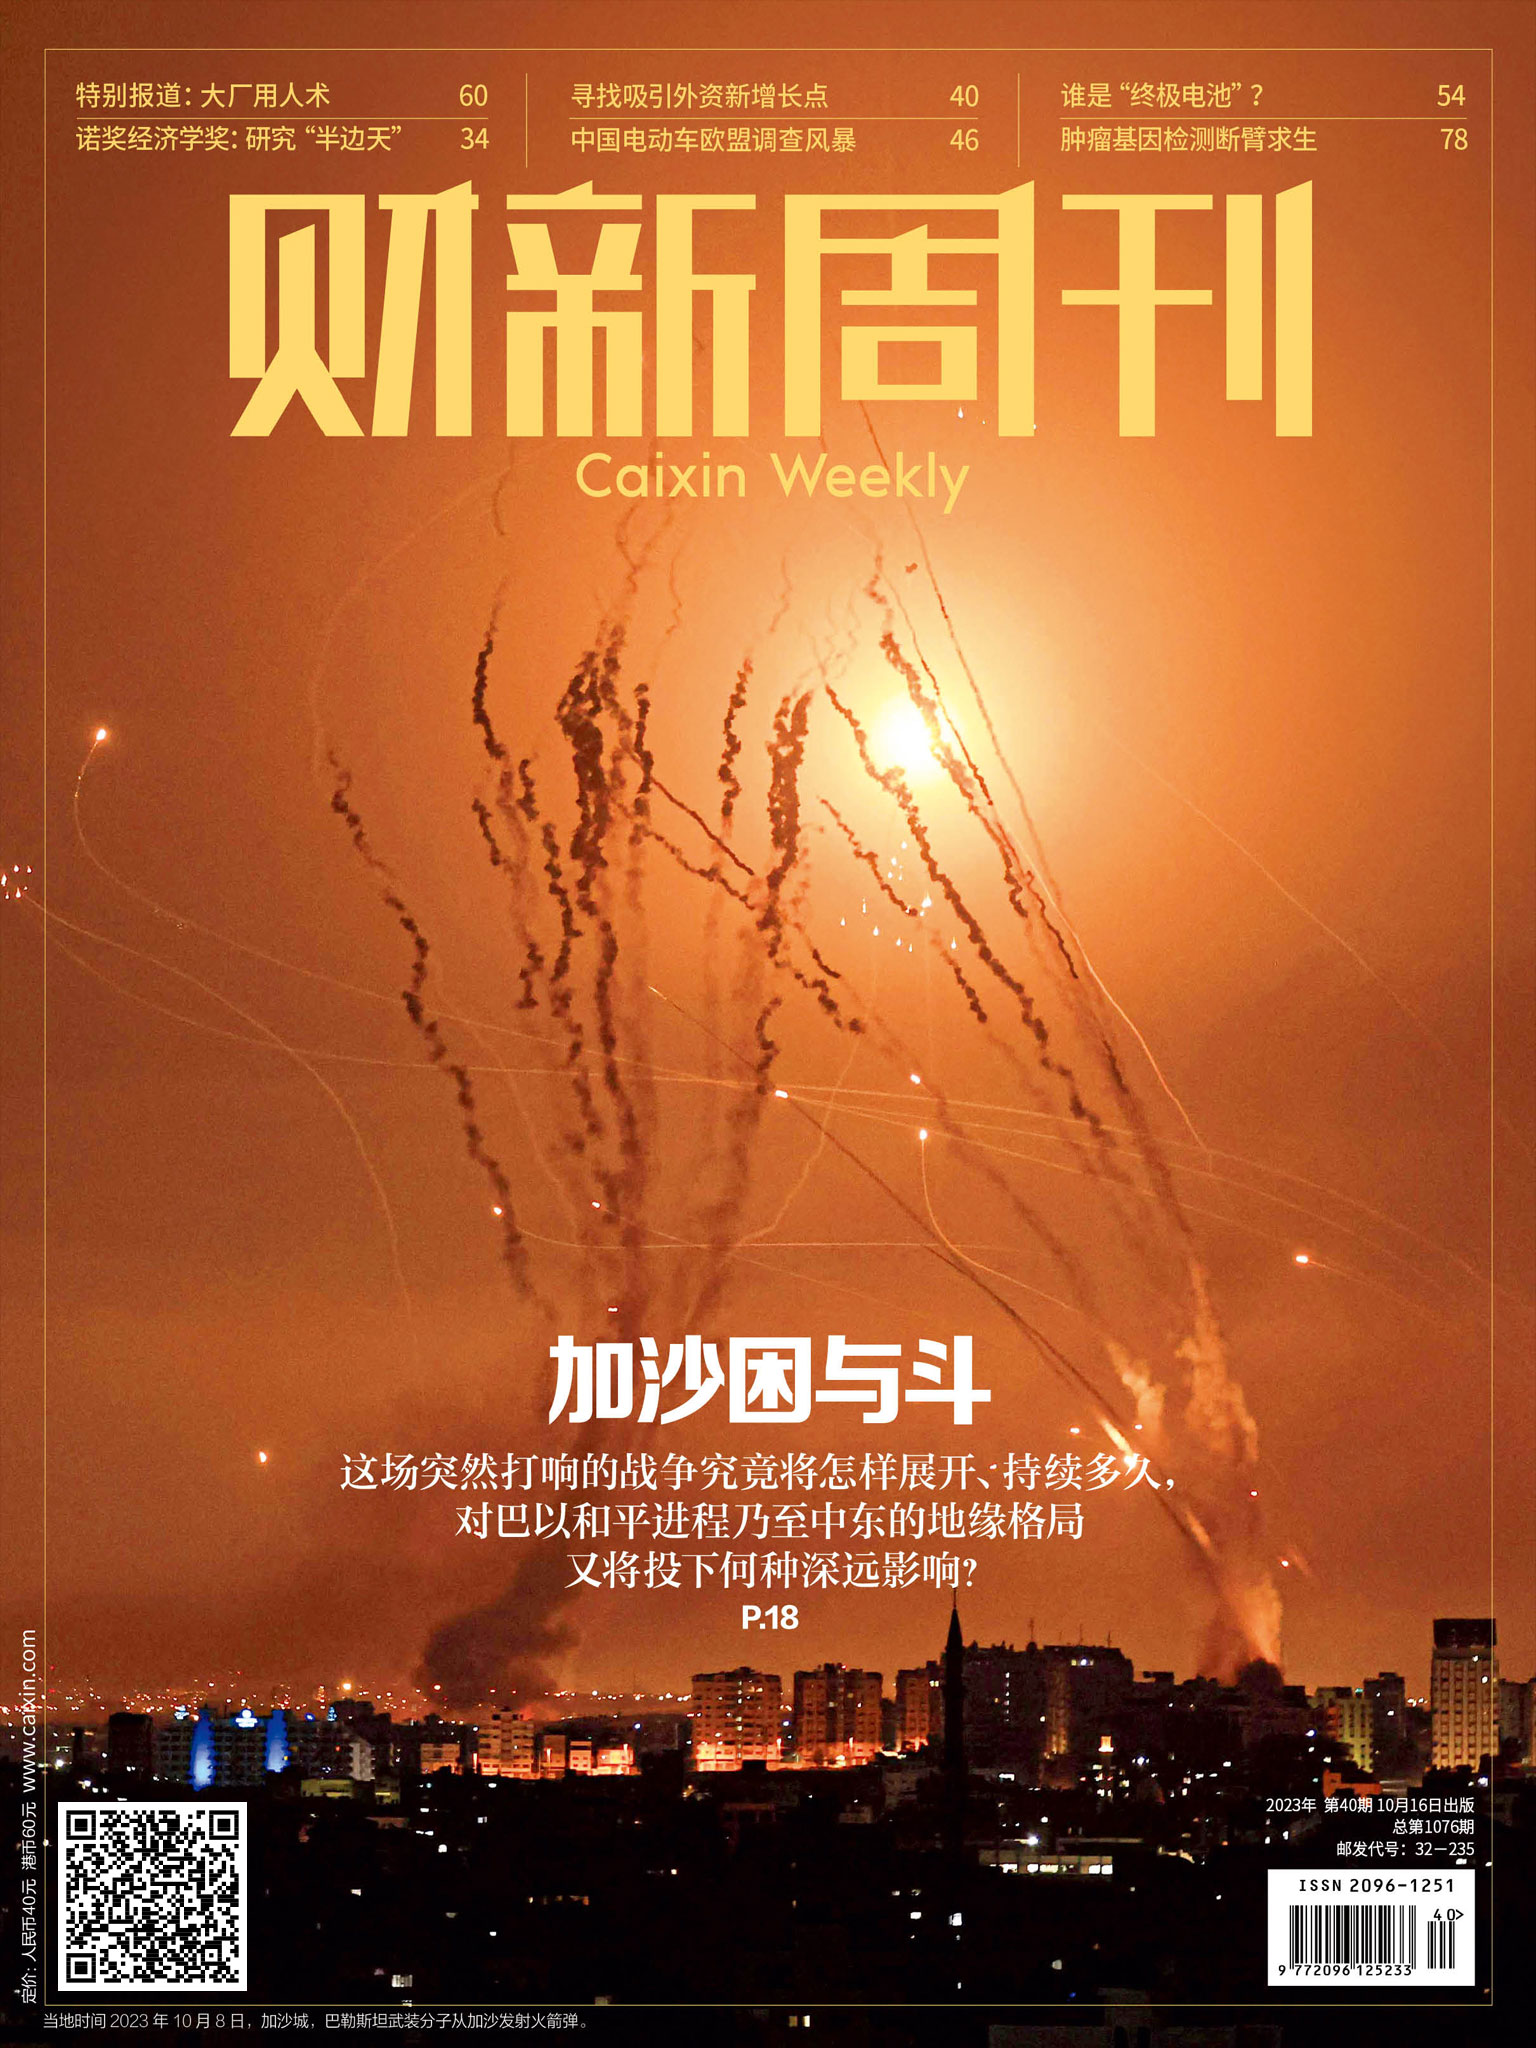 特别报道：大厂用人术 60
诺奖经济学奖：研究“半边天” 34
寻找吸引外资新增长点 40
中国电动车欧盟调查风暴 46
谁是“终极电池”？ 54
肿瘤基因检测断臂求生 78
财新周刊
Caixin Weekly
加沙困与斗
这场突然打响的战争究竟将怎样展开、持续多久，
对巴以和平进程乃至中东的地缘格局
又将投下何种深远影响？
P.18
定价：人民币40元 港币60元 www.caixin.com
2023年 第40期 10月16日出版
总第1076期
邮发代号：32—235
ISSN 2096-1251
40>
9 772096 125233
当地时间 2023 年 10 月 8 日，加沙城，巴勒斯坦武装分子从加沙发射火箭弹。